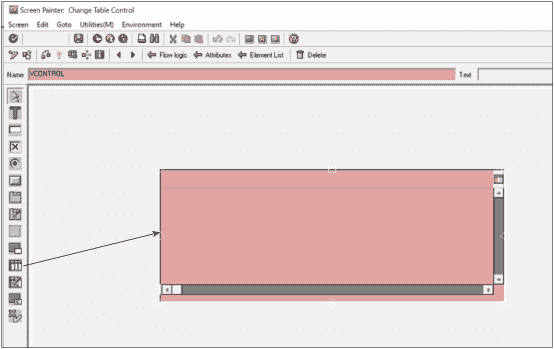 Screen Painter: Change Table Control
Screen Edit Goto Utilities(M) Environment Help
Flow logic Attributes Element List Delete
Name VCONTROL Text